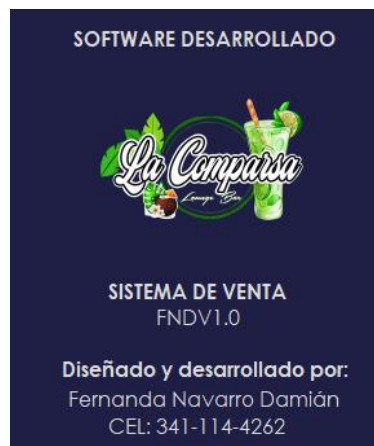 SOFTWARE DESARROLLADO
La Comparsa
Lounge Bar
SISTEMA DE VENTA
FNDV1.0
Diseñado y desarrollado por:
Fernanda Navarro Damián
CEL: 341-114-4262